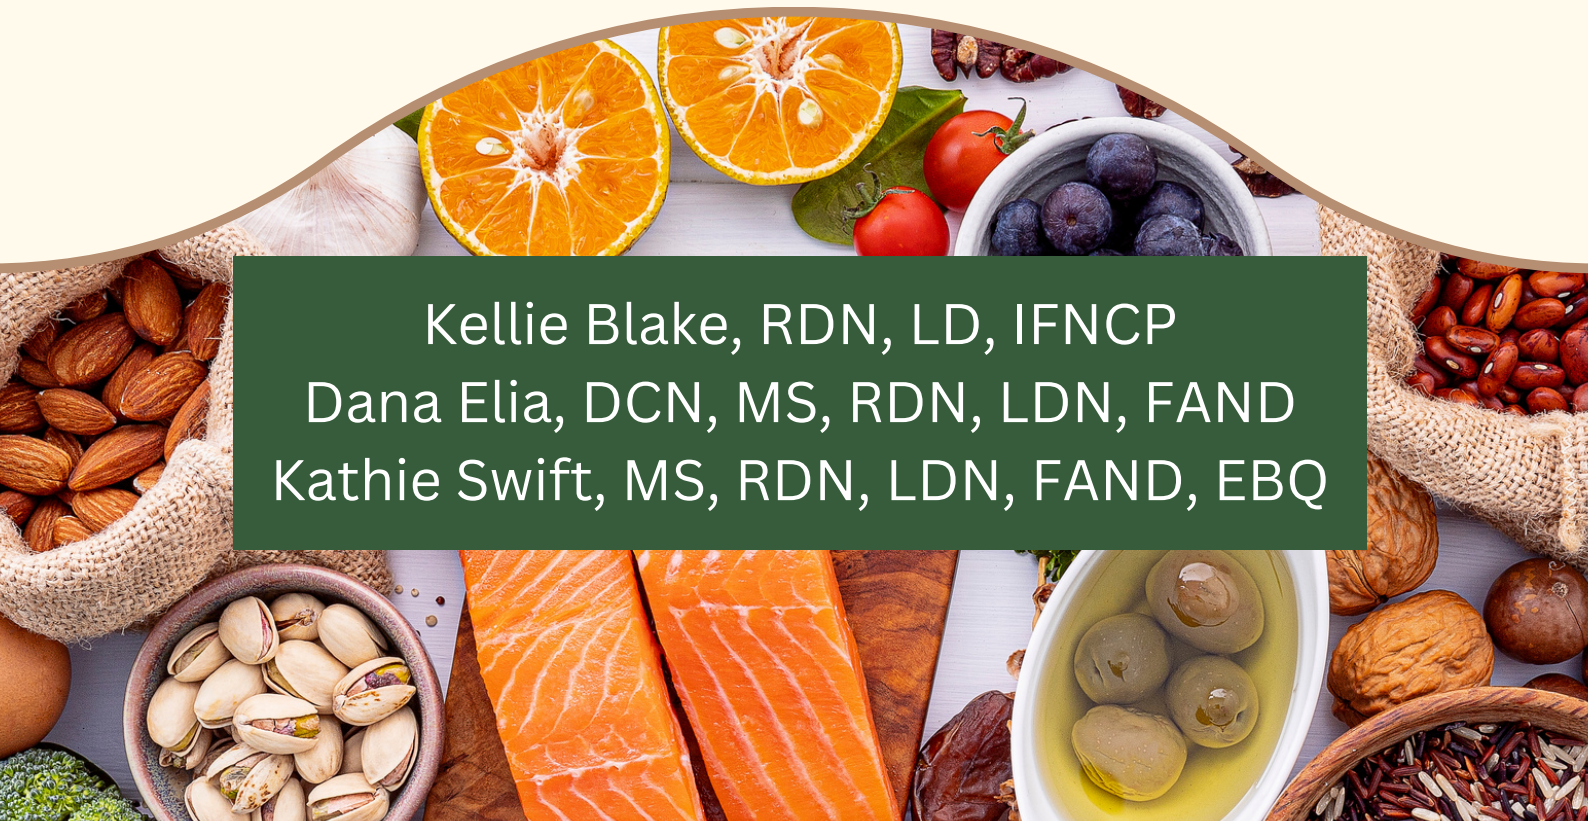 Kellie Blake, RDN, LD, IFNCP
Dana Elia, DCN, MS, RDN, LDN, FAND
Kathie Swift, MS, RDN, LDN, FAND, EBQ